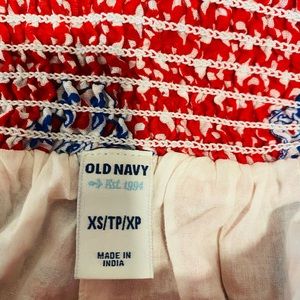 OLD NAVY
Est. 1994
XS/TP/XP
MADE IN
INDIA